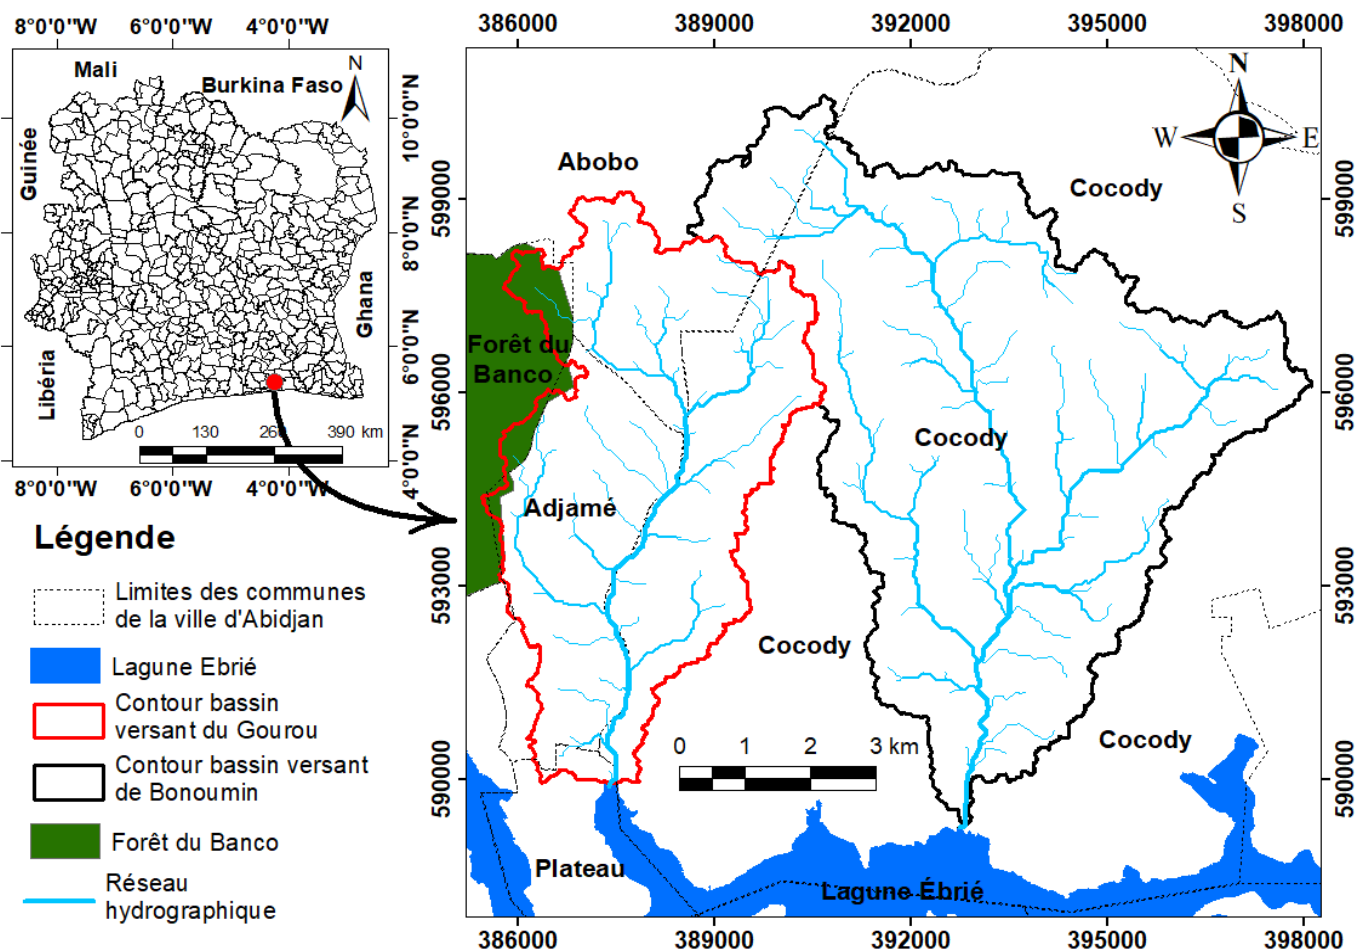 8°0'0"W 6°0'0"W 4°0'0"W
Mali
Burkina Faso
N
Guinée
Libéria
Ghana
10°0'0"N
8°0'0"N
6°0'0"N
4°0'0"N
0 130 260 390 km
8°0'0"W 6°0'0"W 4°0'0"W
386000 389000 392000 395000 398000
599000
596000
593000
590000
N
W E
S
Abobo
Cocody
Forêt du
Banco
Cocody
Adjamé
Cocody
Cocody
0 1 2 3 km
Plateau
Lagune Ébrié
599000
596000
593000
590000
386000 389000 392000 395000 398000
Légende
Limites des communes
de la ville d'Abidjan
Lagune Ebrié
Contour bassin
versant du Gourou
Contour bassin versant
de Bonoumin
Forêt du Banco
Réseau
hydrographique